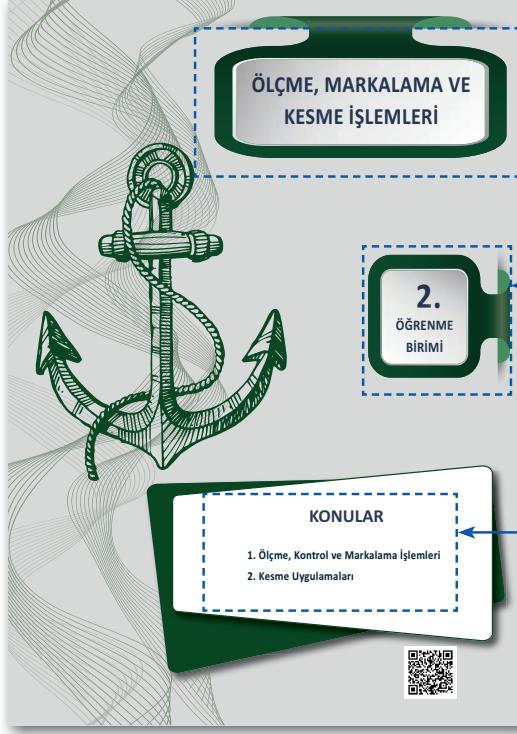 ÖLÇME, MARKALAMA VE
KESME İŞLEMLERİ
2.
ÖĞRENME
BİRİMİ
KONULAR
1. Ölçme, Kontrol ve Markalama İşlemleri
2. Kesme Uygulamaları